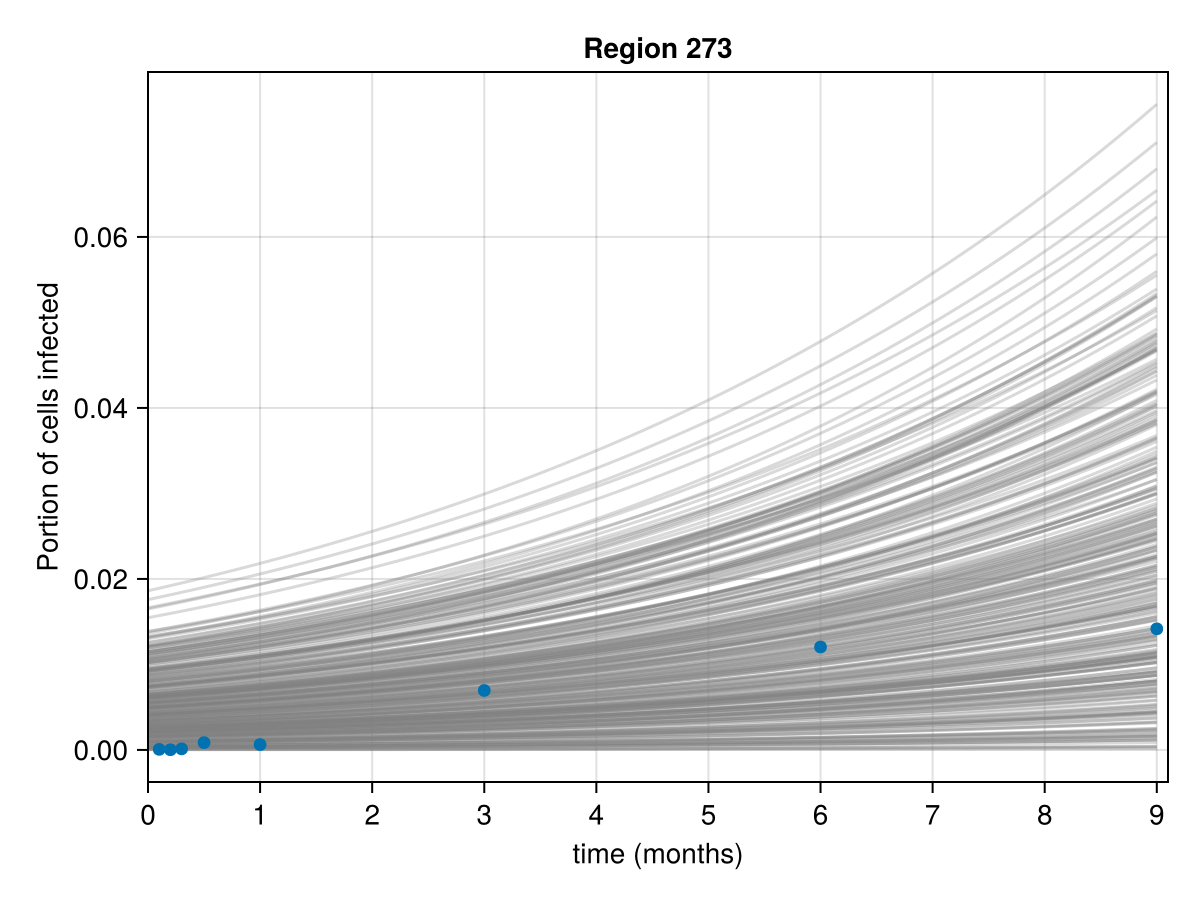 Region 273
Portion of cells infected
0.06
0.04
0.02
0.00
0 1 2 3 4 5 6 7 8 9
time (months)